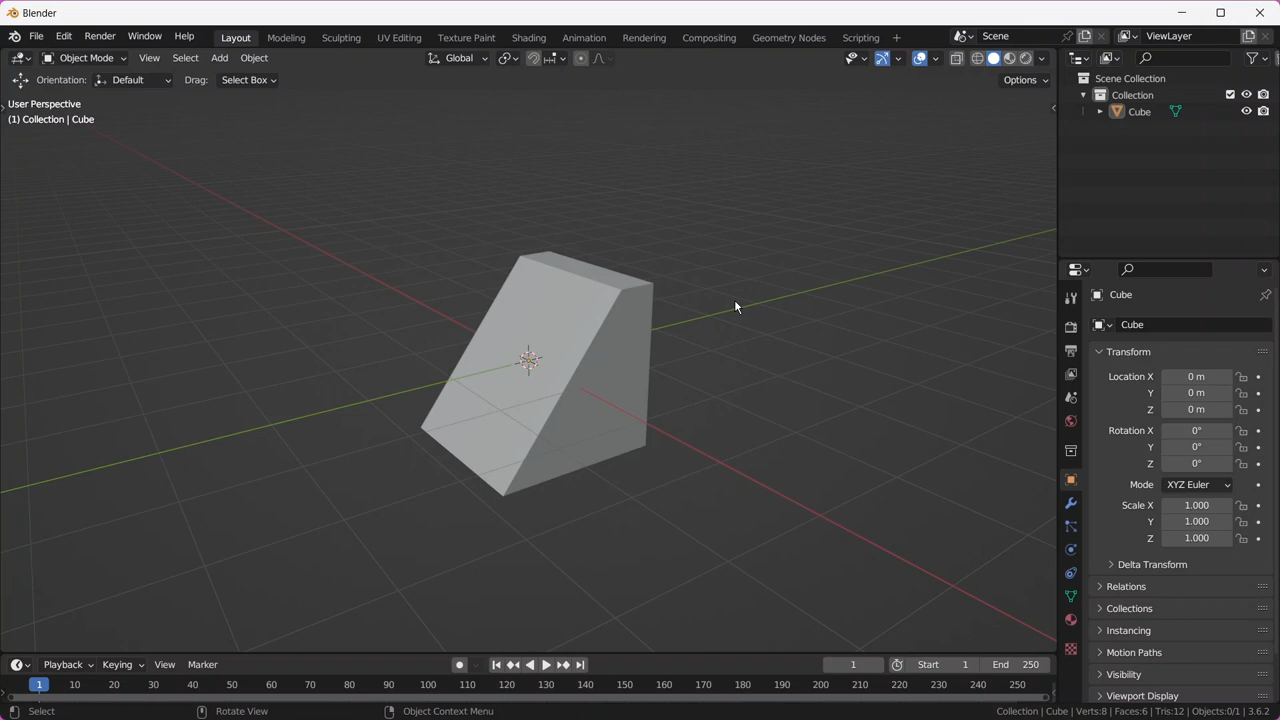 Blender
File Edit Render Window Help Layout Modeling Sculpting UV Editing Texture Paint Shading Animation Rendering Compositing Geometry Nodes Scripting + Scene ViewLayer
Object Mode View Select Add Object Global
Orientation: Default Drag: Select Box Options
User Perspective
(1) Collection | Cube
Scene Collection
Collection
Cube
Cube
Cube
Transform
Location X 0 m
Y 0 m
Z 0 m
Rotation X 0°
Y 0°
Z 0°
Mode XYZ Euler
Scale X 1.000
Y 1.000
Z 1.000
Delta Transform
Relations
Collections
Instancing
Motion Paths
Visibility
Viewport Display
Playback Keying View Marker 1 Start 1 End 250
1 10 20 30 40 50 60 70 80 90 100 110 120 130 140 150 160 170 180 190 200 210 220 230 240 250
Select Rotate View Object Context Menu Collection | Cube | Verts:8 | Faces:6 | Tris:12 | Objects:0/1 | 3.6.2